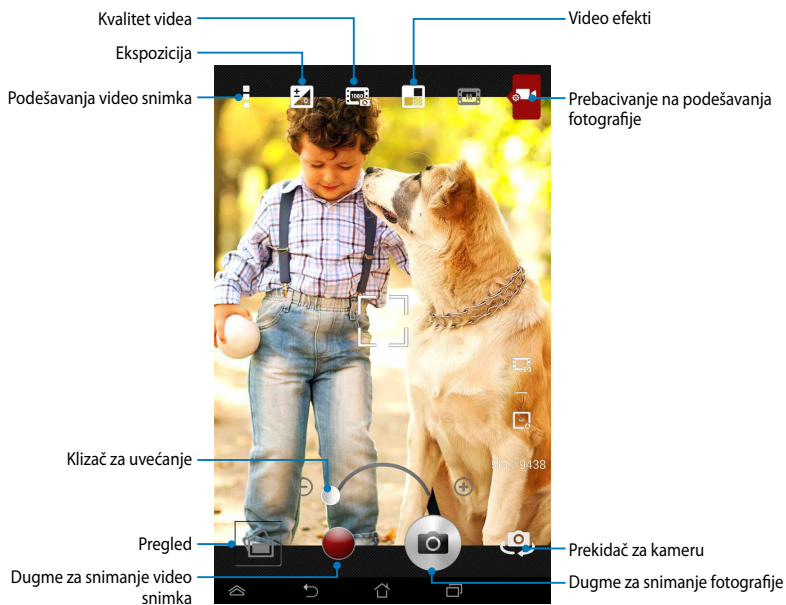 Kvalitet videa
Video efekti
Ekspozicija
Podešavanja video snimka
Prebacivanje na podešavanja
fotografije
1080
Klizač za uvećanje
Pregled
Prekidač za kameru
Dugme za snimanje video
snimka
Dugme za snimanje fotografije